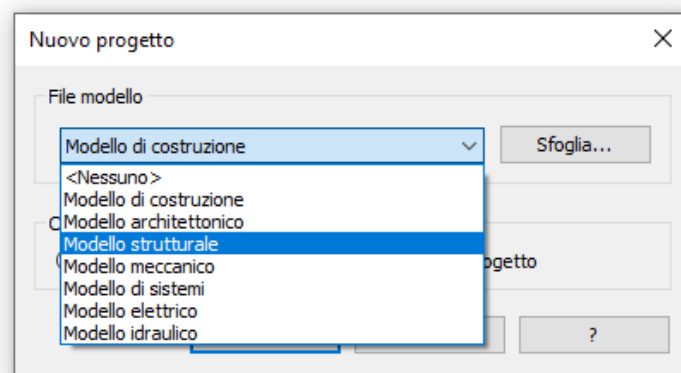 Nuovo progetto
File modello
Modello di costruzione
Sfoglia...
<Nessuno>
Modello di costruzione
Modello architettonico
Modello strutturale
Modello meccanico
Modello di sistemi
Modello elettrico
Modello idraulico
?